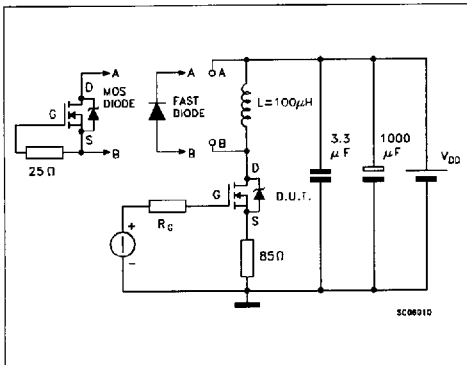 A
D
MOS
DIODE
G
S
B
25Ω
A
FAST
DIODE
B
A
L=100μH
B
D
G
S
D.U.T.
RG
+
-
85Ω
3.3
μF
1000
μF
VDD
SC06010